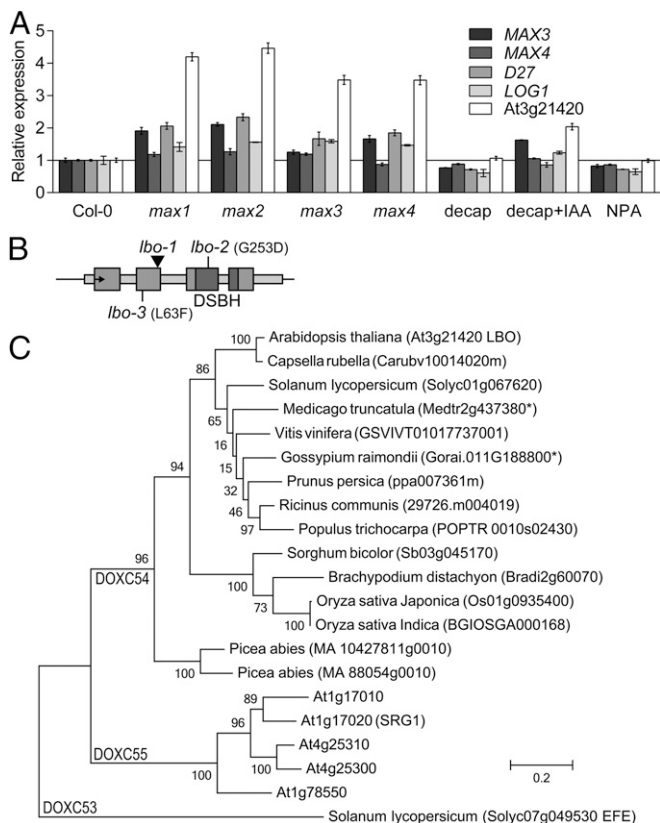 A
Relative expression
5
4
3
2
1
0
MAX3
MAX4
D27
LOG1
At3g21420
Col-0 max1 max2 max3 max4 decap decap+IAA NPA
B
lbo-1 lbo-2 (G253D)
DSBH
lbo-3 (L63F)
C
100 Arabidopsis thaliana (At3g21420 LBO)
Capsella rubella (Carubv10014020m)
86
Solanum lycopersicum (Solyc01g067620)
65 Medicago truncatula (Medtr2g437380*)
16 Vitis vinifera (GSVIVT01017737001)
15 Gossypium raimondii (Gorai.011G188800*)
94
32 Prunus persica (ppa007361m)
46 Ricinus communis (29726.m004019)
97 Populus trichocarpa (POPTR 0010s02430)
96 Sorghum bicolor (Sb03g045170)
DOXC54
100 Brachypodium distachyon (Bradi2g60070)
73 Oryza sativa Japonica (Os01g0935400)
100 Oryza sativa Indica (BGIOSGA000168)
Picea abies (MA 10427811g0010)
100 Picea abies (MA 88054g0010)
89 At1g17010
96 At1g17020 (SRG1)
DOXC55 At4g25310
100 At4g25300
100 At1g78550
0.2
DOXC53
Solanum lycopersicum (Solyc07g049530 EFE)